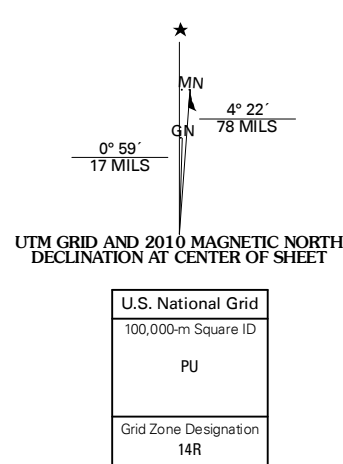 ★
MN
4° 22´
78 MILS
GN
0° 59´
17 MILS
UTM GRID AND 2010 MAGNETIC NORTH
DECLINATION AT CENTER OF SHEET
U.S. National Grid
100,000-m Square ID
PU
Grid Zone Designation
14R